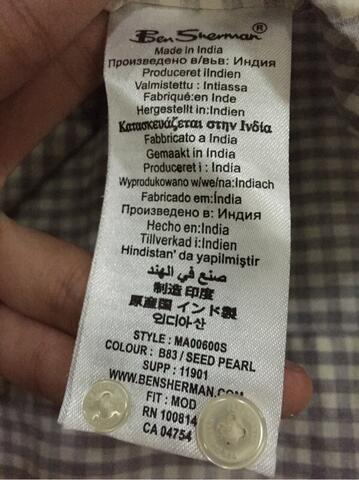 Ben Sherman®
Made in India
Произведено в/във: Индия
Produceret iIndien
Valmistettu : Intiassa
Fabriqué:en Inde
Hergestellt in:Indien
Κατασκευάζεται στην Ινδία
Fabbricato a India
Gemaakt in India
Produceret i : India
Wyprodukowano w/we/na:Indiach
Fabricado em:Índia
Произведено в: Индия
Hecho en:India
Tillverkad i:Indien
Hindistan' da yapilmiştir
صنع في الهند
制造 印度
原産国 インド製
인디아산
STYLE : MA00600S
COLOUR : B83 / SEED PEARL
SUPP : 11901
WWW.BENSHERMAN.COM
FIT : MOD
RN 100814
CA 04754